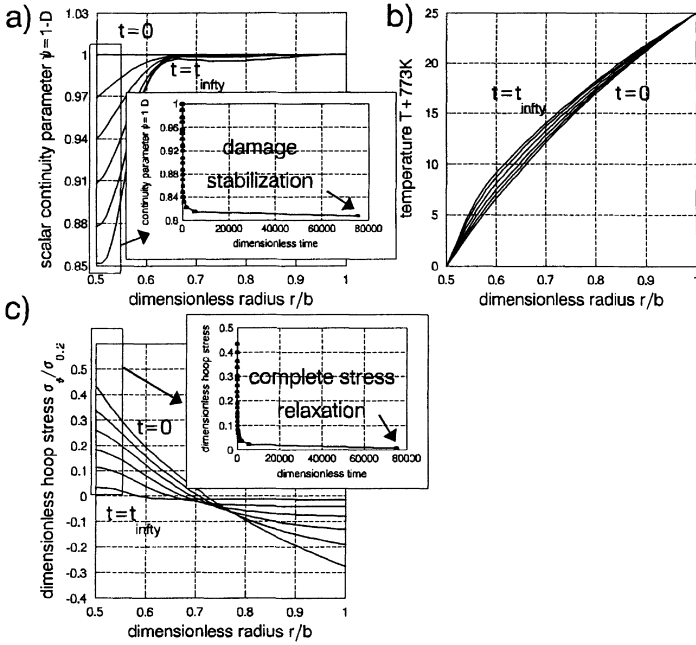 a)
scalar continuity parameter ψ=1-D
1.03
1
0.97
0.94
0.91
0.88
0.85
t=0
t=t infty
0.5 0.6 0.7 0.8 0.9 1
dimensionless radius r/b
continuity parameter ψ=1 D
1
0.96
0.92
0.88
0.84
0.8
damage
stabilization
0 20000 40000 60000 80000
dimensionless time
b)
temperature T+773K
25
20
15
10
5
0
t=t infty
t=0
0.5 0.6 0.7 0.8 0.9 1
dimensionless radius r/b
c)
dimensionless hoop stress σϑ/σ0.2
0.5
0.4
0.3
0.2
0.1
0
-0.1
-0.2
-0.3
-0.4
t=0
t=t infty
0.5 0.6 0.7 0.8 0.9 1
dimensionless radius r/b
dimensionless hoop stress
0.5
0.4
0.3
0.2
0.1
0
complete stress
relaxation
0 20000 40000 60000 80000
dimensionless time